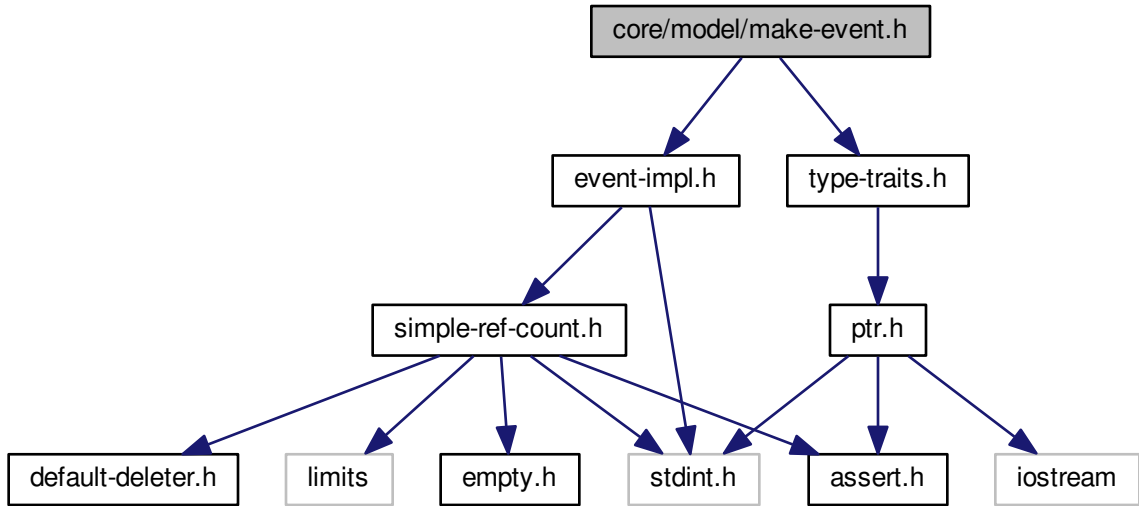 core/model/make-event.h
event-impl.h
type-traits.h
simple-ref-count.h
ptr.h
default-deleter.h
limits
empty.h
stdint.h
assert.h
iostream